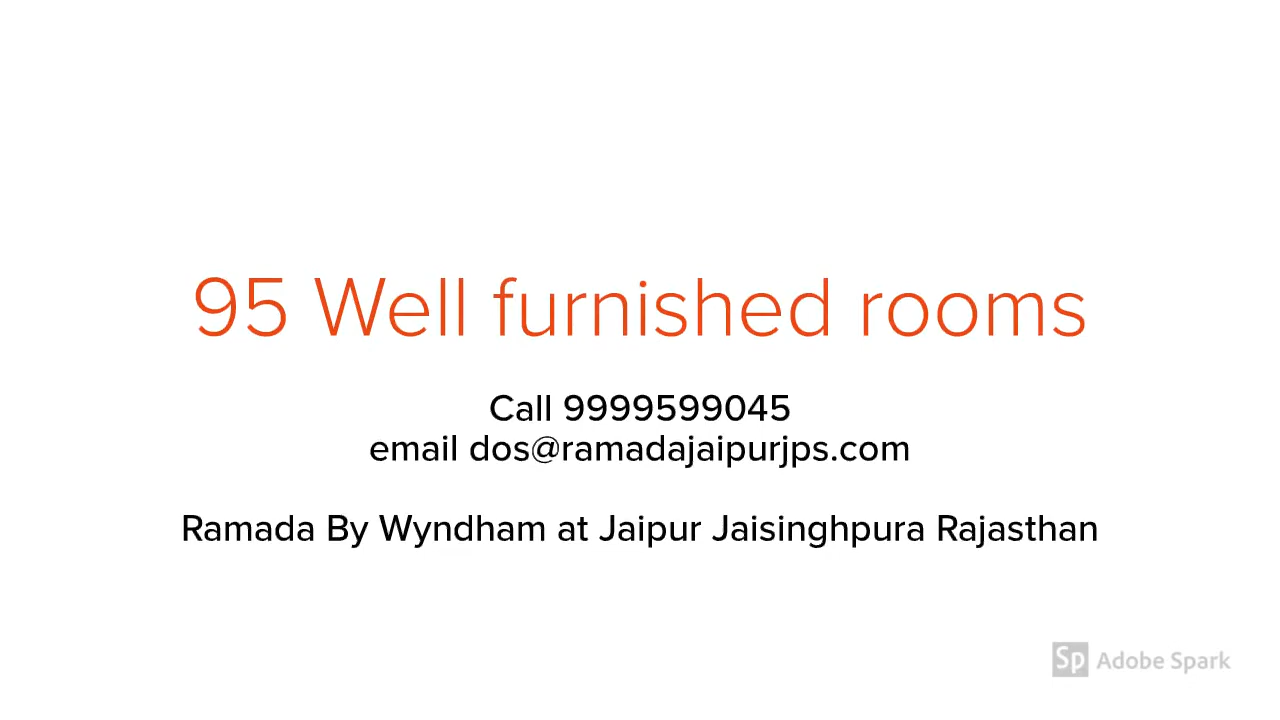 95 Well furnished rooms
Call 9999599045
email dos@ramadajaipurjps.com
Ramada By Wyndham at Jaipur Jaisinghpura Rajasthan
Sp Adobe Spark